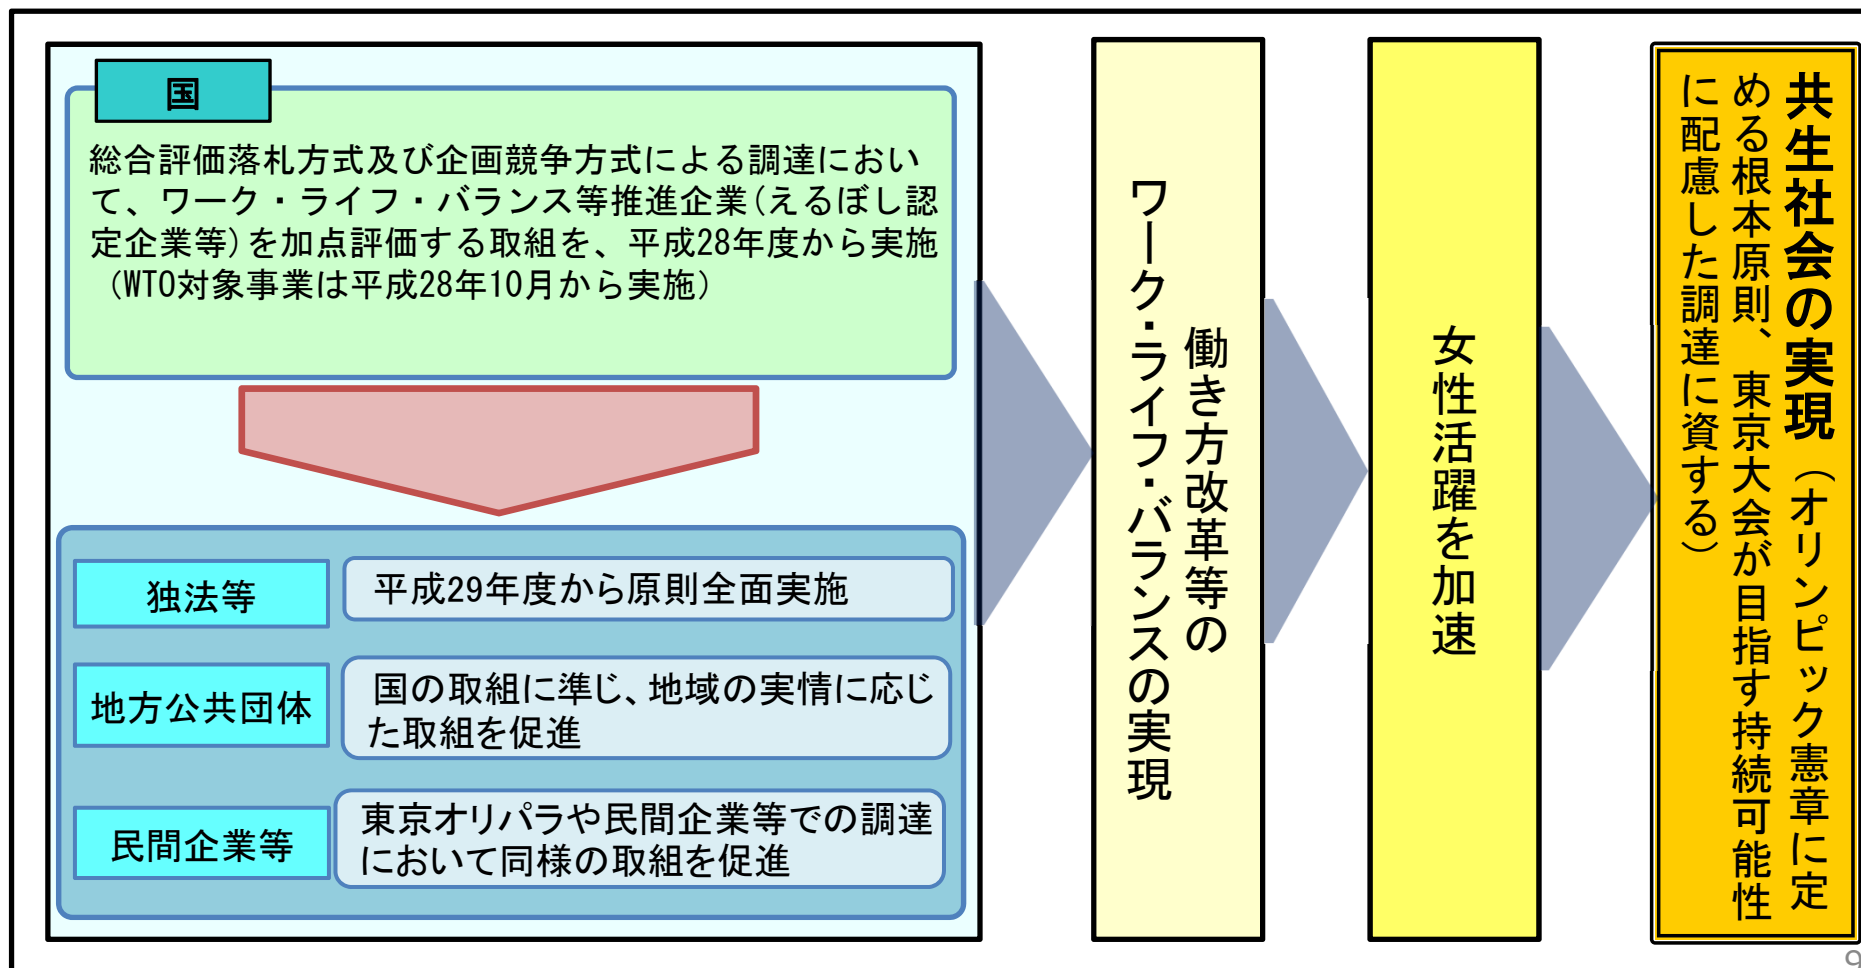 国
総合評価落札方式及び企画競争方式による調達におい
て、ワーク・ライフ・バランス等推進企業(えるぼし認
定企業等)を加点評価する取組を、平成28年度から実施
（WTO対象事業は平成28年10月から実施）
独法等
平成29年度から原則全面実施
地方公共団体
国の取組に準じ、地域の実情に応じ
た取組を促進
民間企業等
東京オリパラや民間企業等での調達
において同様の取組を促進
働き方改革等の
ワーク・ライフ・バランスの実現
女性活躍を加速
共生社会の実現（オリンピック憲章に定
める根本原則、東京大会が目指す持続可能性
に配慮した調達に資する）
9